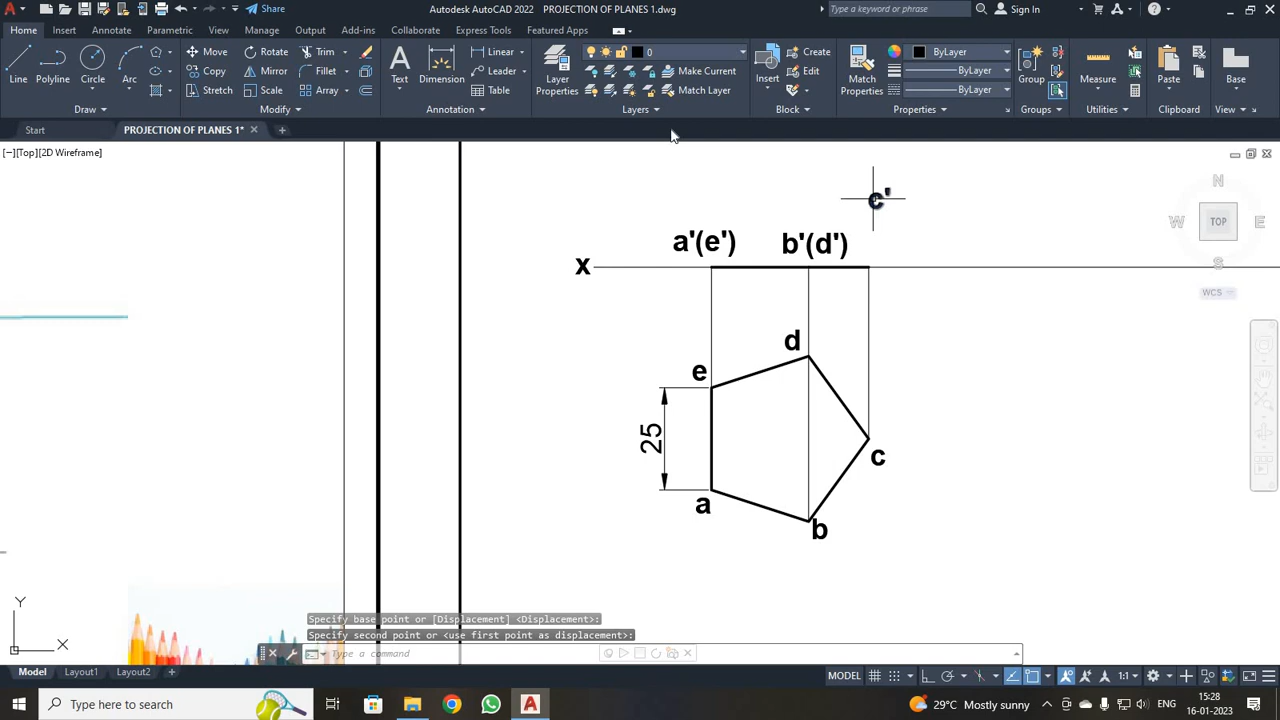 Share
Autodesk AutoCAD 2022 PROJECTION OF PLANES 1.dwg
Type a keyword or phrase
Sign In
Home Insert Annotate Parametric View Manage Output Add-ins Collaborate Express Tools Featured Apps
Line Polyline Circle Arc
Move Rotate Trim
Copy Mirror Fillet
Stretch Scale Array
Text Dimension
Linear
Leader
Table
Layer Properties
0
Make Current
Match Layer
Insert
Create
Edit
Match Properties
ByLayer
ByLayer
ByLayer
Group
Measure
Paste
Base
Draw Modify Annotation Layers Block Properties Groups Utilities Clipboard View
Start PROJECTION OF PLANES 1*
[−][Top][2D Wireframe]
N
W TOP E
S
WCS
c'
a'(e') b'(d')
x
d
e
25
c
a
b
Y
X
Specify base point or [Displacement] <Displacement>:
Specify second point or <use first point as displacement>:
Type a command
Model Layout1 Layout2
MODEL 1:1
Type here to search
29°C Mostly sunny
ENG
15:28
16-01-2023